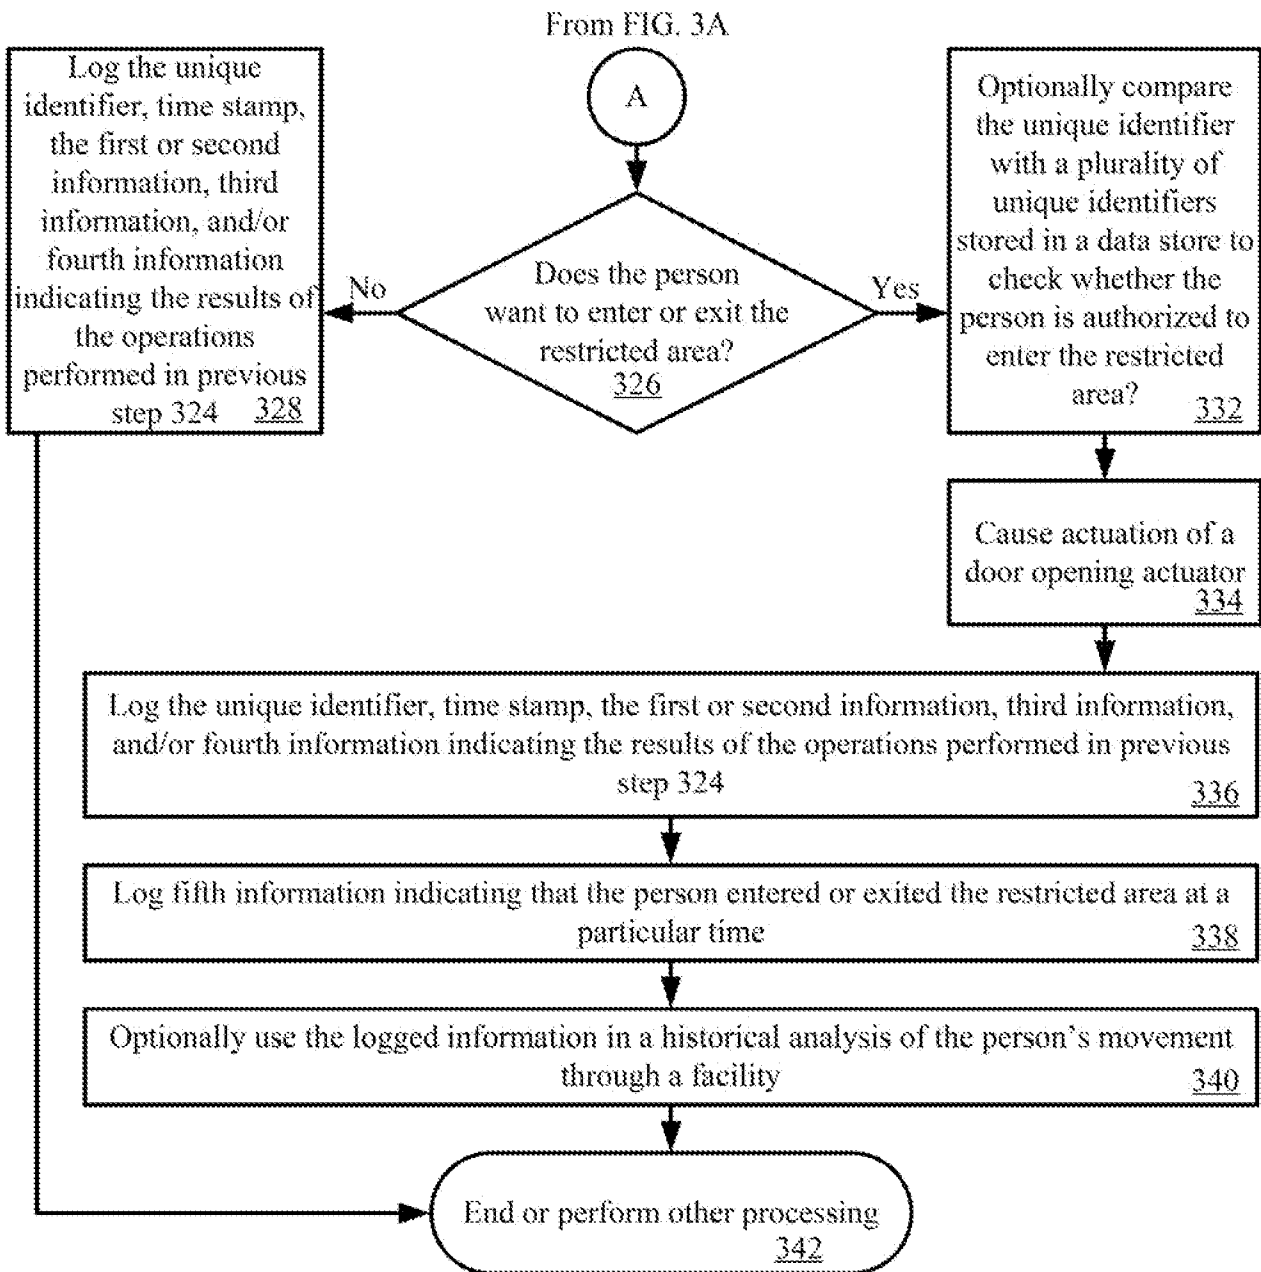 From FIG. 3A
A
Log the unique
identifier, time stamp,
the first or second
information, third
information, and/or
fourth information
indicating the results of
the operations
performed in previous
step 324 328
No
Does the person
want to enter or exit the
restricted area?
326
Yes
Optionally compare
the unique identifier
with a plurality of
unique identifiers
stored in a data store to
check whether the
person is authorized to
enter the restricted
area?
332
Cause actuation of a
door opening actuator
334
Log the unique identifier, time stamp, the first or second information, third information,
and/or fourth information indicating the results of the operations performed in previous
step 324
336
Log fifth information indicating that the person entered or exited the restricted area at a
particular time
338
Optionally use the logged information in a historical analysis of the person's movement
through a facility
340
End or perform other processing
342